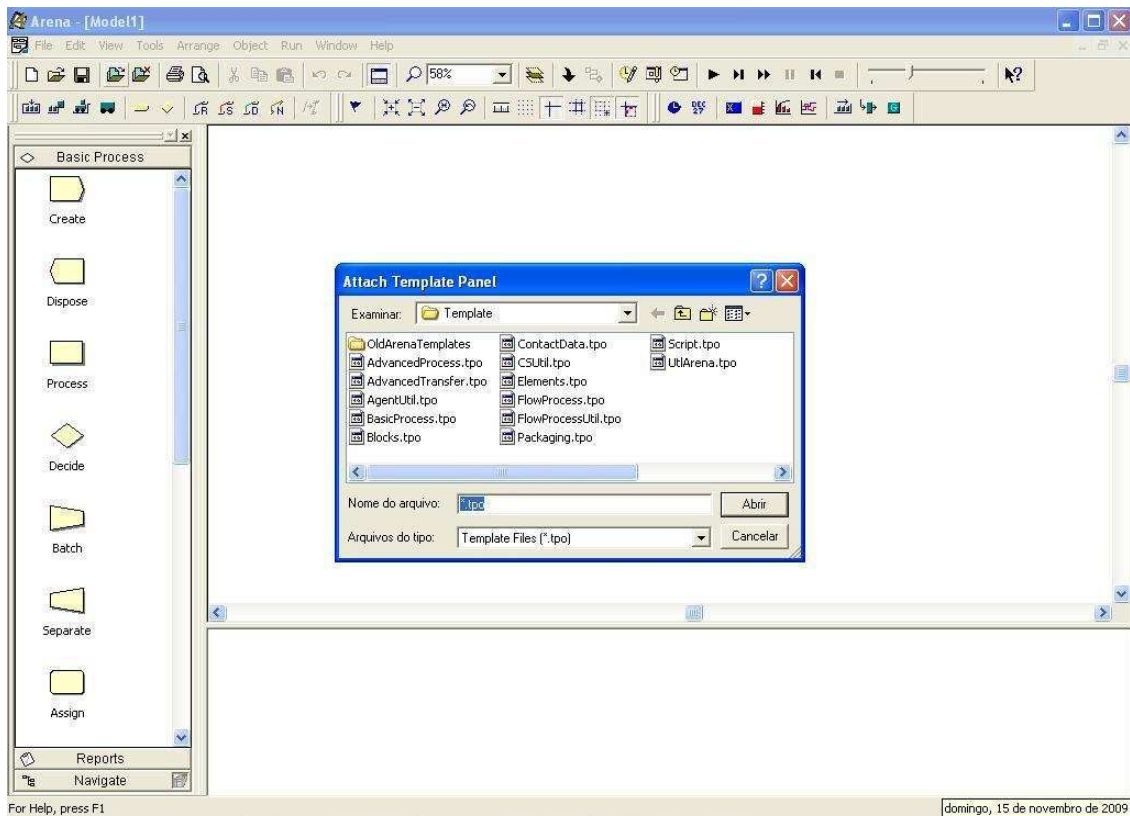 Arena - [Model1]
File Edit View Tools Arrange Object Run Window Help
58%
Basic Process
Create
Dispose
Process
Decide
Batch
Separate
Assign
Reports
Navigate
Attach Template Panel
Examinar: Template
OldArenaTemplates
AdvancedProcess.tpo
AdvancedTransfer.tpo
AgentUtil.tpo
BasicProcess.tpo
Blocks.tpo
ContactData.tpo
CSUtil.tpo
Elements.tpo
FlowProcess.tpo
FlowProcessUtil.tpo
Packaging.tpo
Script.tpo
UtlArena.tpo
Nome do arquivo: *.tpo
Abrir
Arquivos do tipo: Template Files (*.tpo)
Cancelar
For Help, press F1
domingo, 15 de novembro de 2009